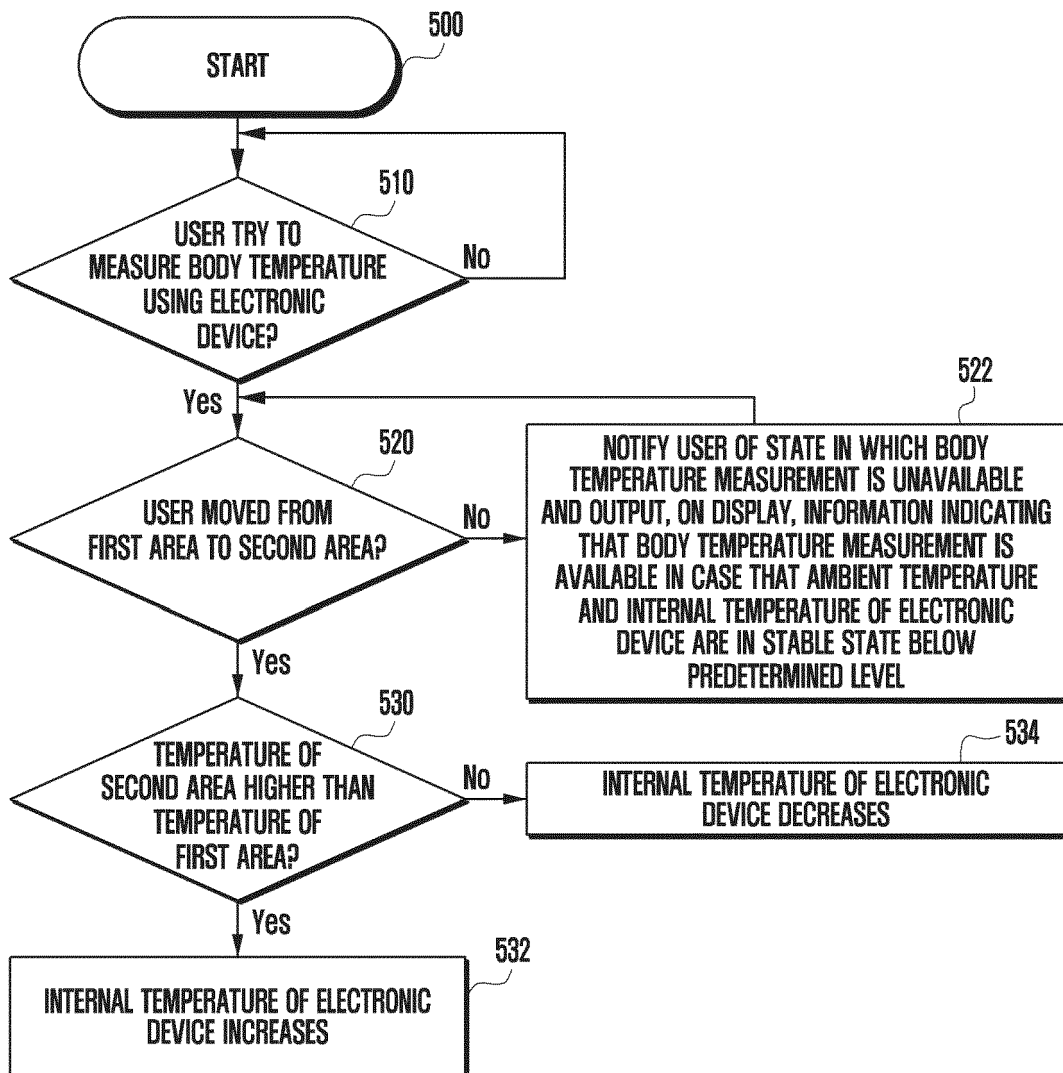 500
START
510
USER TRY TO
MEASURE BODY TEMPERATURE
USING ELECTRONIC
DEVICE?
No
Yes
520
USER MOVED FROM
FIRST AREA TO SECOND AREA?
No
522
NOTIFY USER OF STATE IN WHICH BODY
TEMPERATURE MEASUREMENT IS UNAVAILABLE
AND OUTPUT, ON DISPLAY, INFORMATION INDICATING
THAT BODY TEMPERATURE MEASUREMENT IS
AVAILABLE IN CASE THAT AMBIENT TEMPERATURE
AND INTERNAL TEMPERATURE OF ELECTRONIC
DEVICE ARE IN STABLE STATE BELOW
PREDETERMINED LEVEL
Yes
530
TEMPERATURE OF
SECOND AREA HIGHER THAN
TEMPERATURE OF
FIRST AREA?
No
534
INTERNAL TEMPERATURE OF ELECTRONIC
DEVICE DECREASES
Yes
532
INTERNAL TEMPERATURE OF ELECTRONIC
DEVICE INCREASES